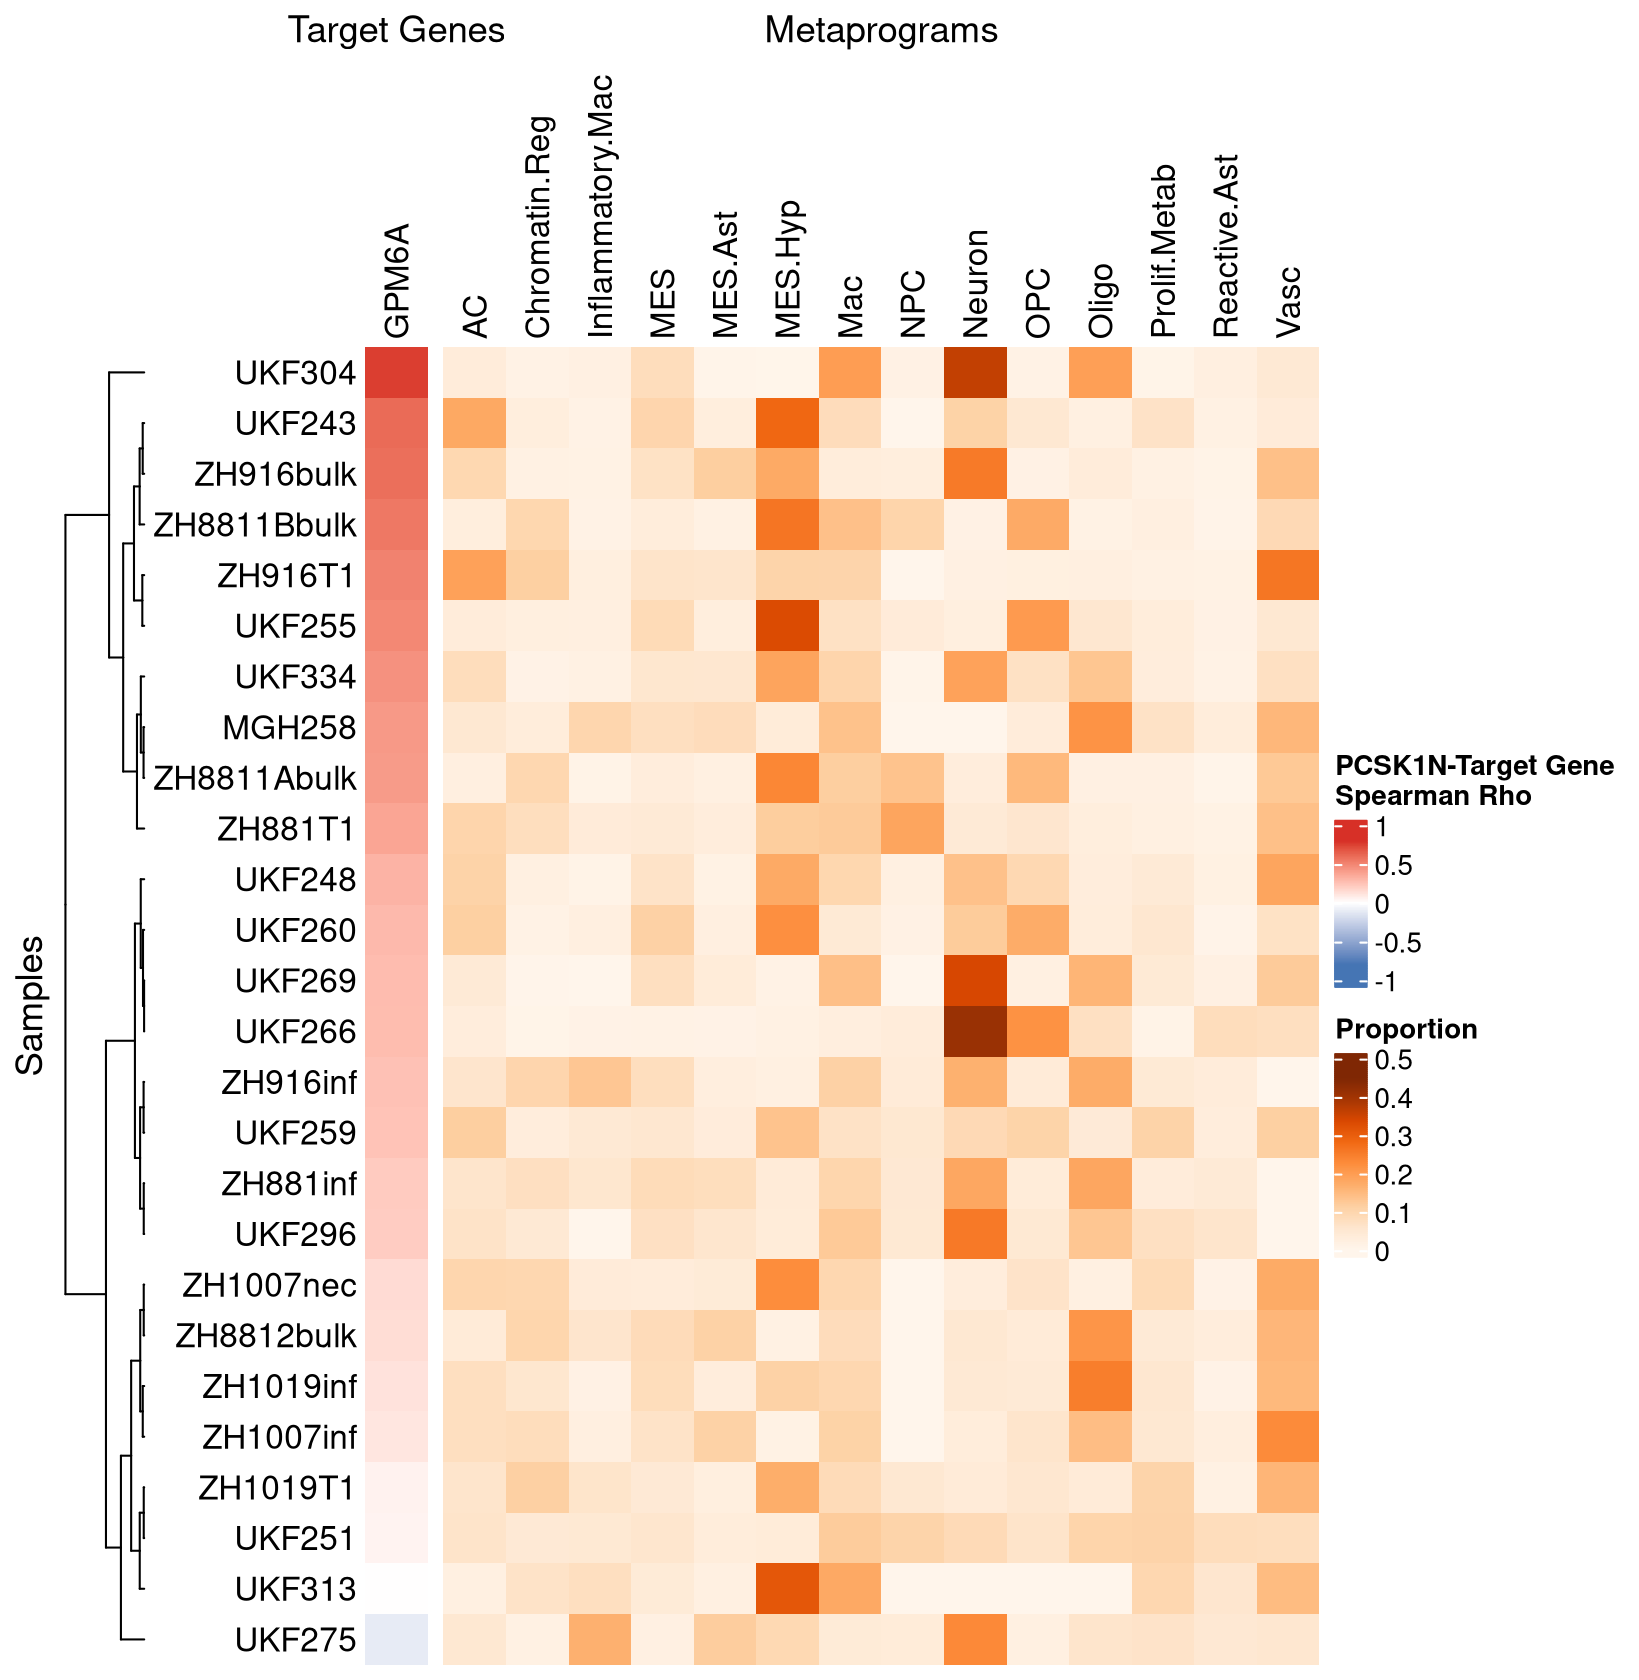 Target Genes
Metaprograms
GPM6A
AC
Chromatin.Reg
Inflammatory.Mac
MES
MES.Ast
MES.Hyp
Mac
NPC
Neuron
OPC
Oligo
Prolif.Metab
Reactive.Ast
Vasc
Samples
UKF304
UKF243
ZH916bulk
ZH8811Bbulk
ZH916T1
UKF255
UKF334
MGH258
ZH8811Abulk
ZH881T1
UKF248
UKF260
UKF269
UKF266
ZH916inf
UKF259
ZH881inf
UKF296
ZH1007nec
ZH8812bulk
ZH1019inf
ZH1007inf
ZH1019T1
UKF251
UKF313
UKF275
PCSK1N-Target Gene
Spearman Rho
1
0.5
0
-0.5
-1
Proportion
0.5
0.4
0.3
0.2
0.1
0